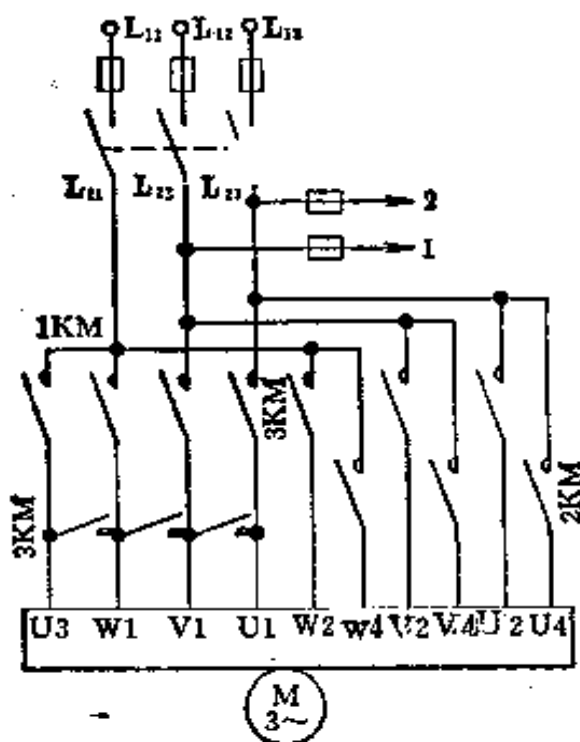 L₁₁ L₁₂ L₁₃
L₂₁ L₂₂ L₂₃
2
1
1KM
3KM
3KM
2KM
U3 W1 V1 U1 W2 W4 V2 V4 U2 U4
M
3~